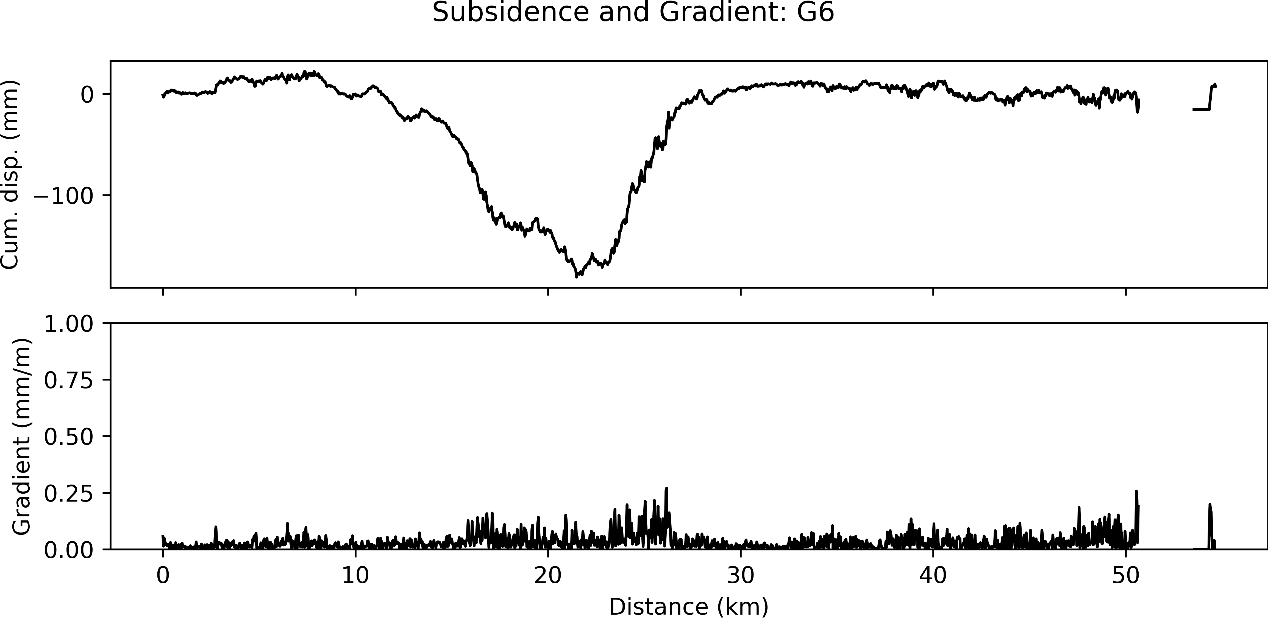 Subsidence and Gradient: G6
Cum. disp. (mm)
0
−100
Gradient (mm/m)
1.00
0.75
0.50
0.25
0.00
0 10 20 30 40 50
Distance (km)